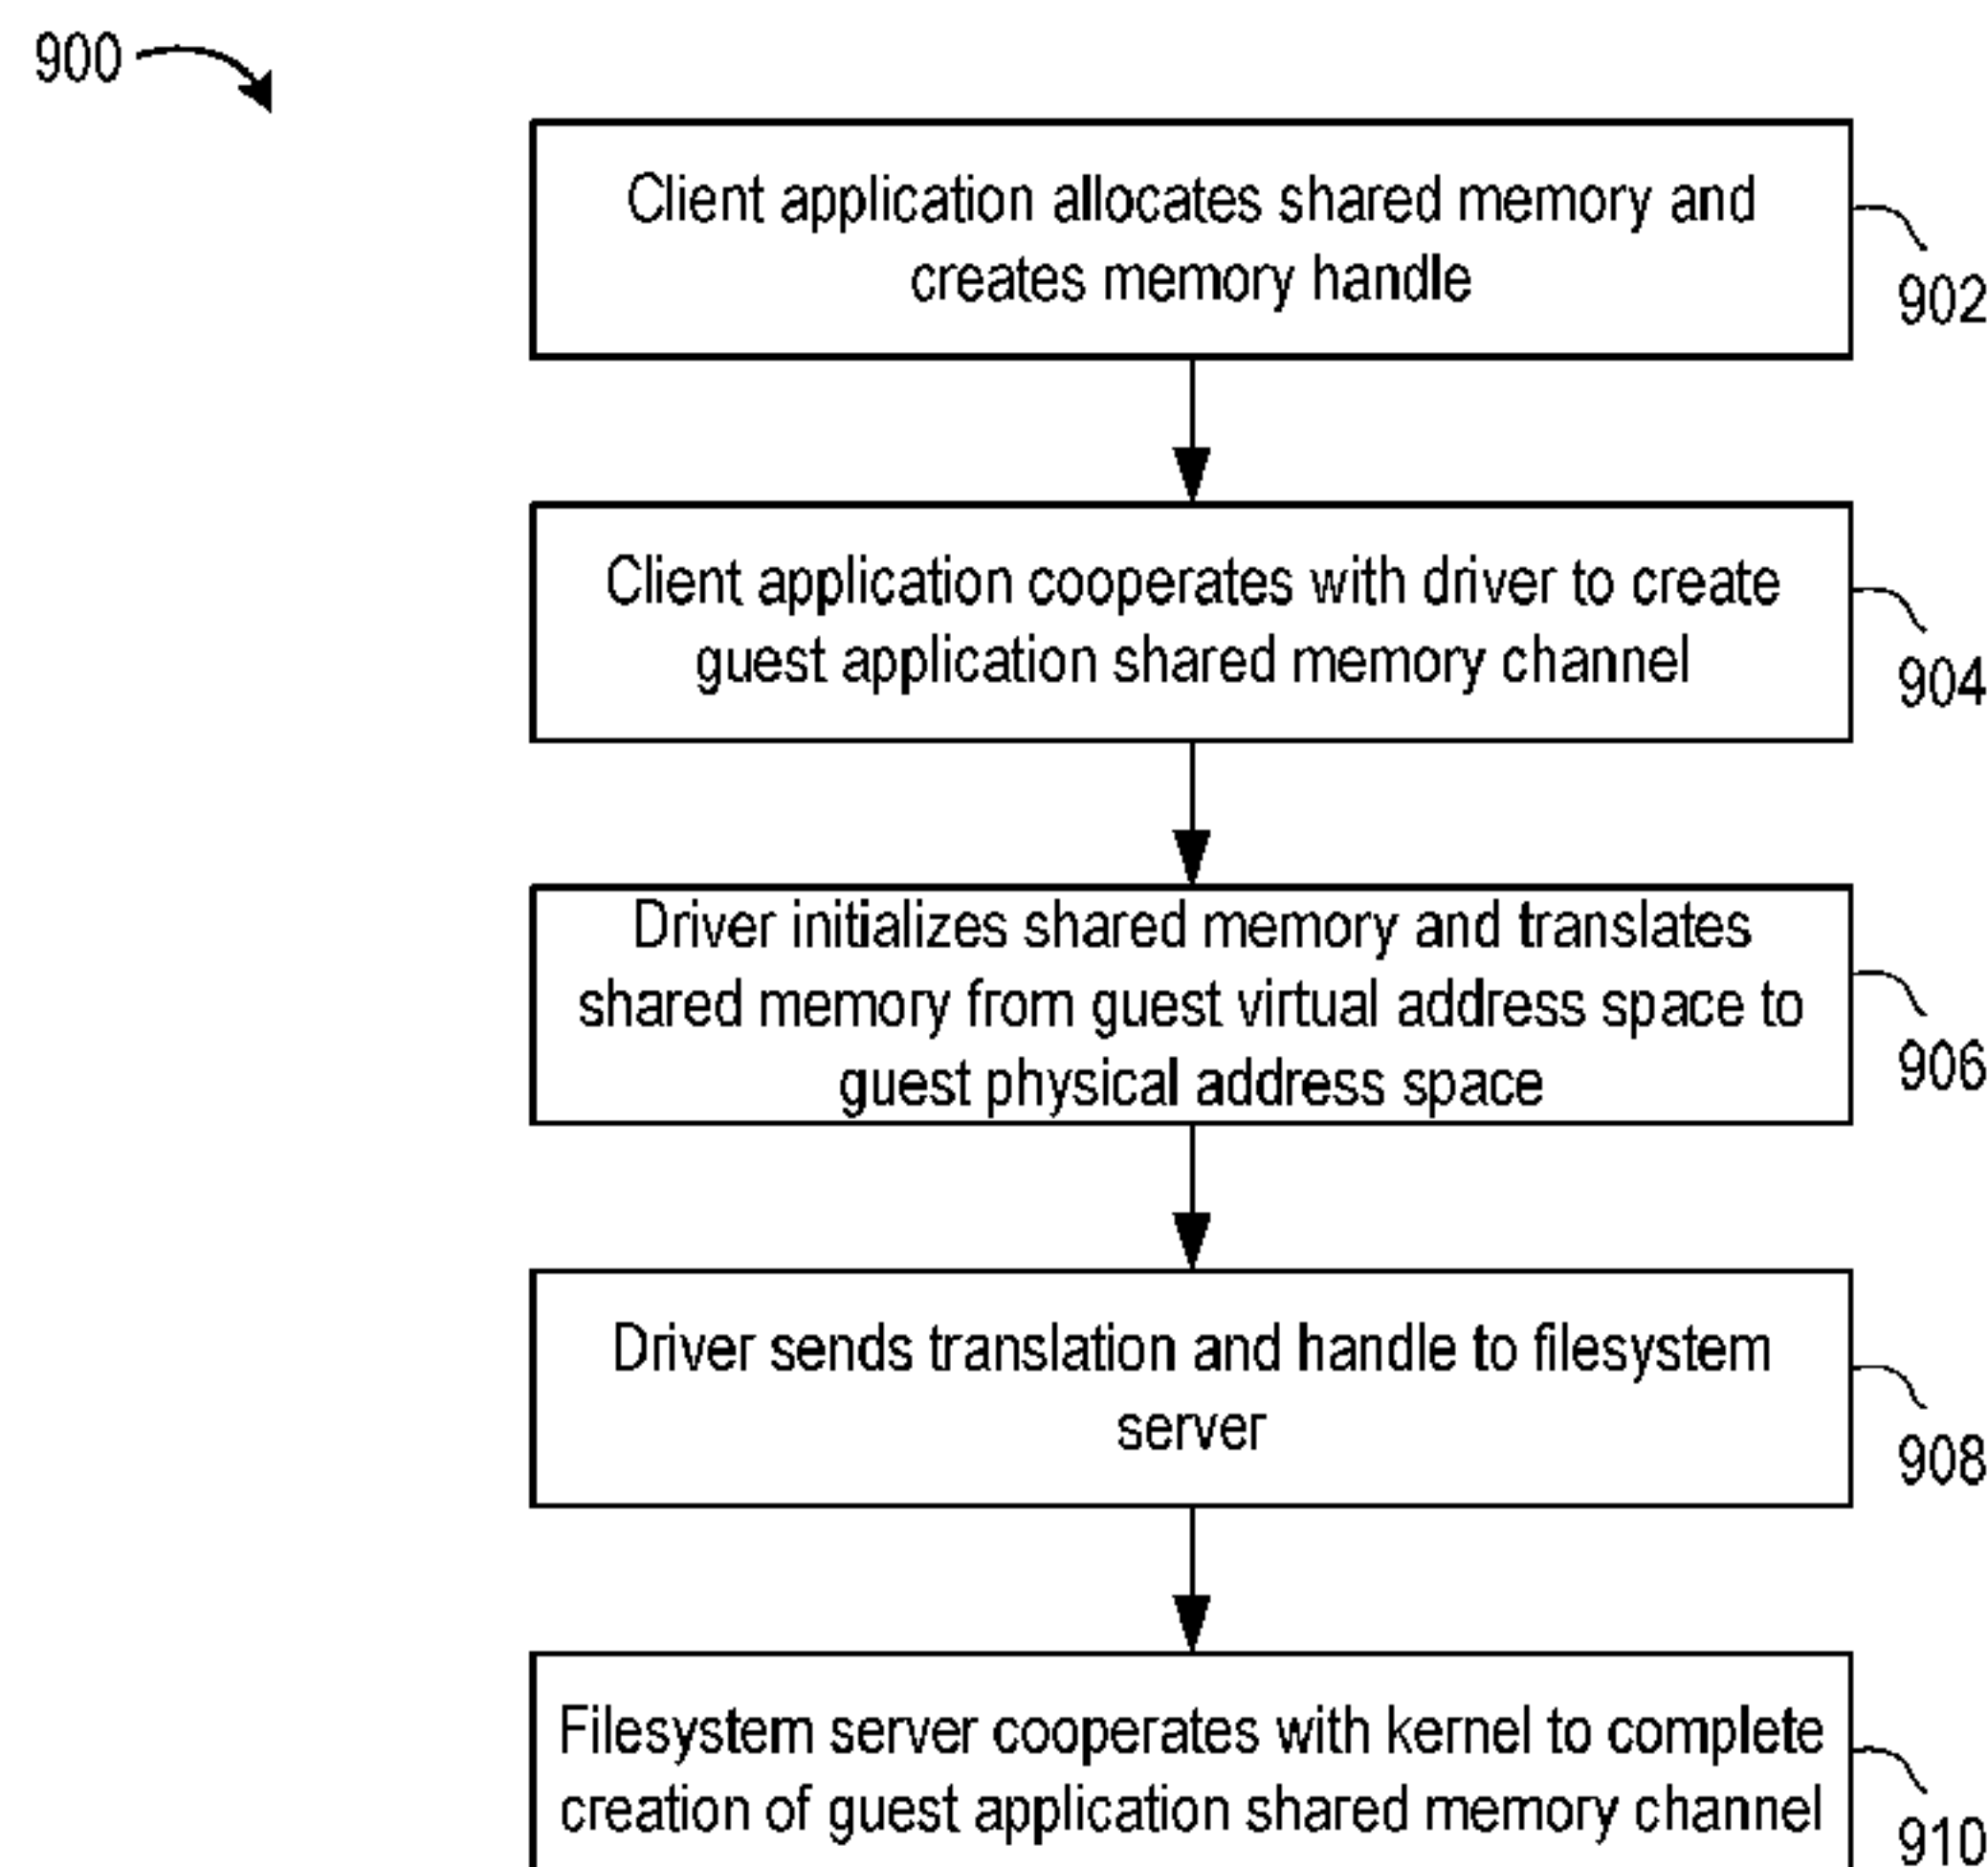 900
Client application allocates shared memory and
creates memory handle
902
Client application cooperates with driver to create
guest application shared memory channel
904
Driver initializes shared memory and translates
shared memory from guest virtual address space to
guest physical address space
906
Driver sends translation and handle to filesystem
server
908
Filesystem server cooperates with kernel to complete
creation of guest application shared memory channel
910